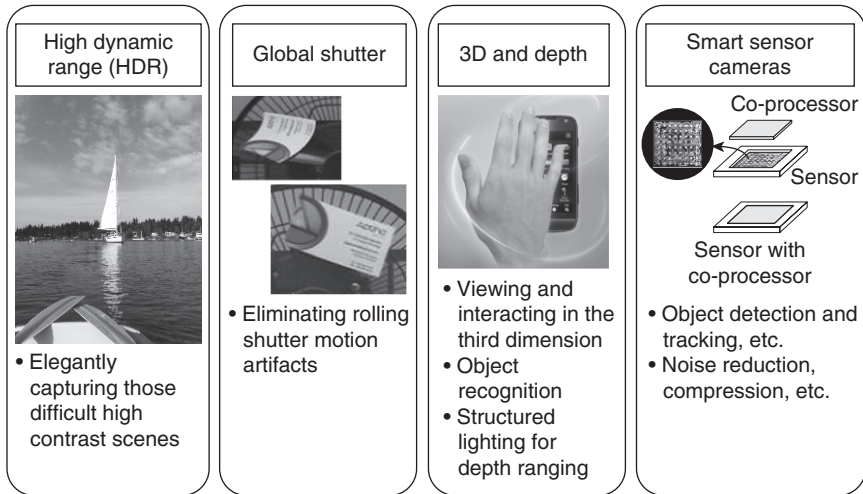 High dynamic
range (HDR)
• Elegantly
capturing those
difficult high
contrast scenes
Global shutter
• Eliminating rolling
shutter motion
artifacts
3D and depth
• Viewing and
interacting in the
third dimension
• Object
recognition
• Structured
lighting for
depth ranging
Smart sensor
cameras
Co-processor
Sensor
Sensor with
co-processor
• Object detection and
tracking, etc.
• Noise reduction,
compression, etc.